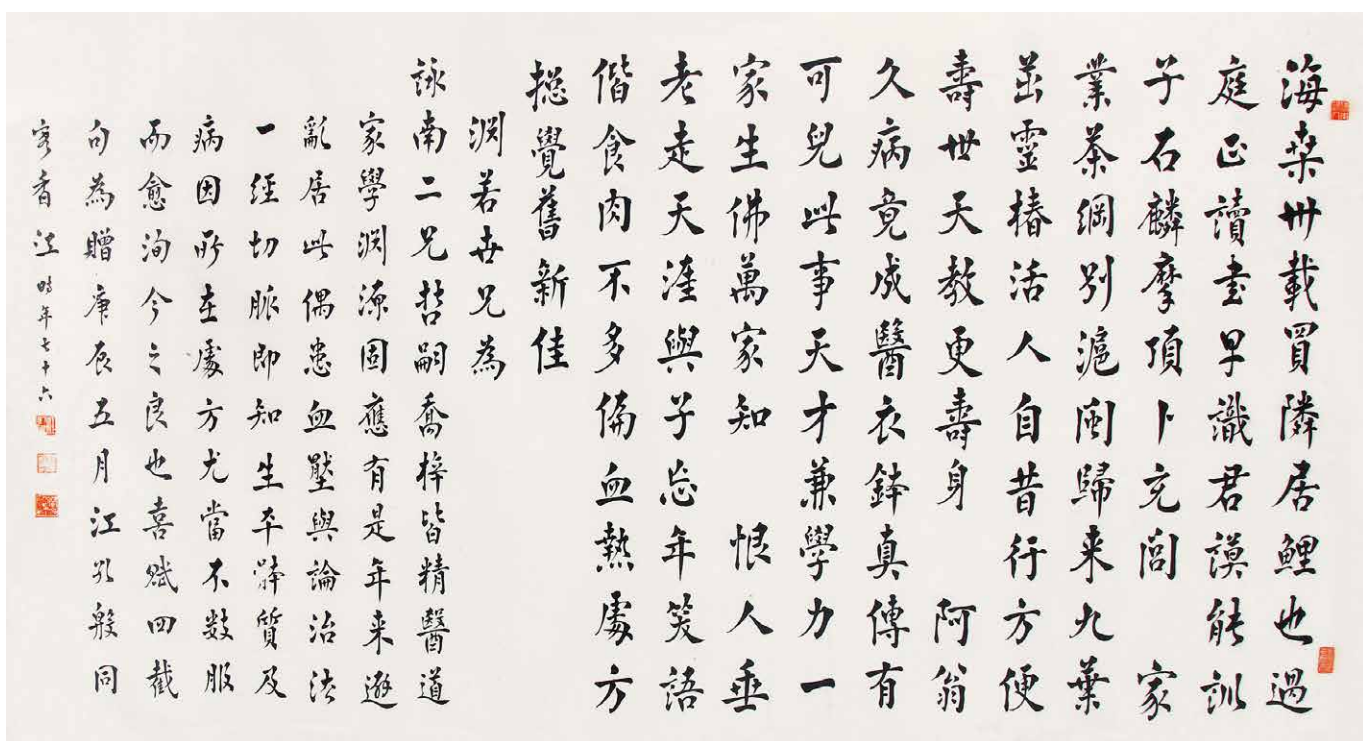 海桑卅載買隣居鯉也過
庭正讀書早識君謨能訓
子石麟摩頂卜充閭 家
業茶綱別滬閩歸来九葉
茁靈椿活人自昔行方便
壽世天教更壽身 阿翁
久病竟成醫衣鉢真傳有
可兒此事天才兼學力一
家生佛萬家知 恨人垂
老走天涯與子忘年笑語
偕食肉不多偏血熱處方
搃覺舊新佳
渊若世兄為
詠南二兄哲嗣喬梓皆精醫道
家學渊源固應有是年来避
亂居此偶患血壓與論治法
一經切脈即知生平體質及
病因所在處方尤當不数服
而愈洵今之良也喜賦四截
句為贈庚辰五月江孔殷同
客香江時年七十六